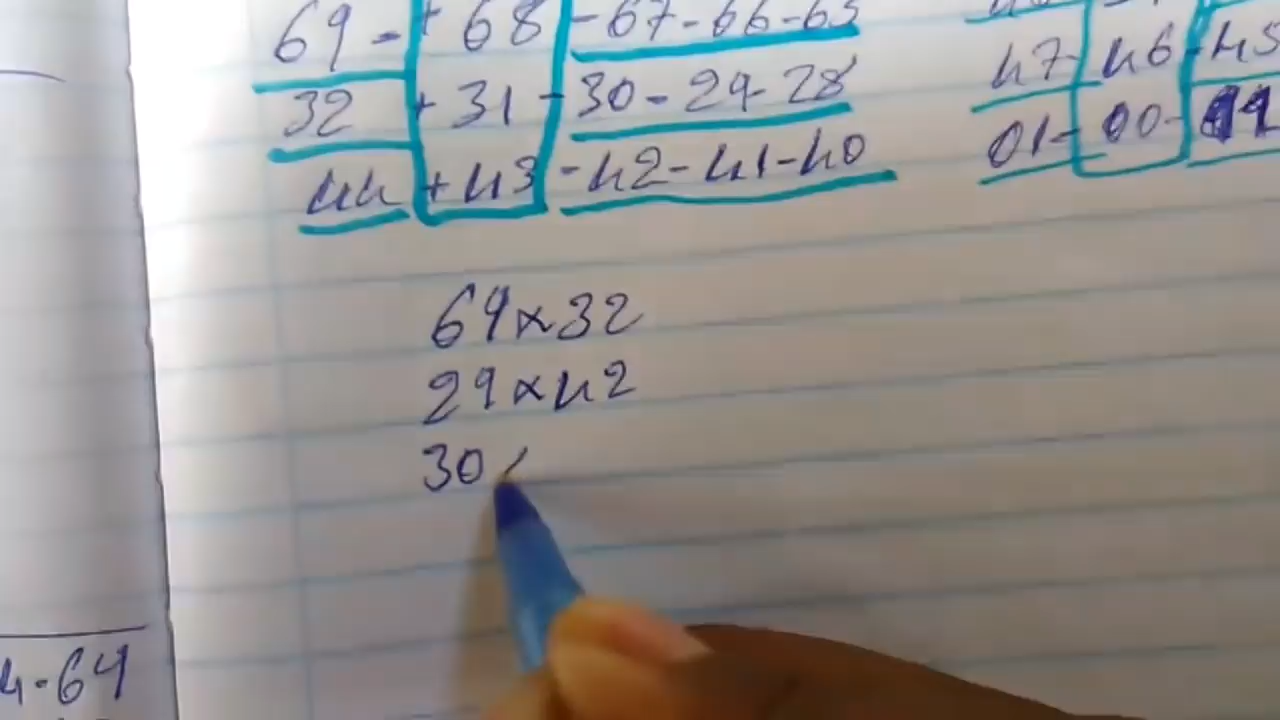 69 - + 68 - 67 - 66 - 65
32 + 31 - 30 - 29 - 28
44 + 43 - 42 - 41 - 40
47 - 46 - 45
01 - 00 -
69 x 32
29 x 42
30
4 - 64